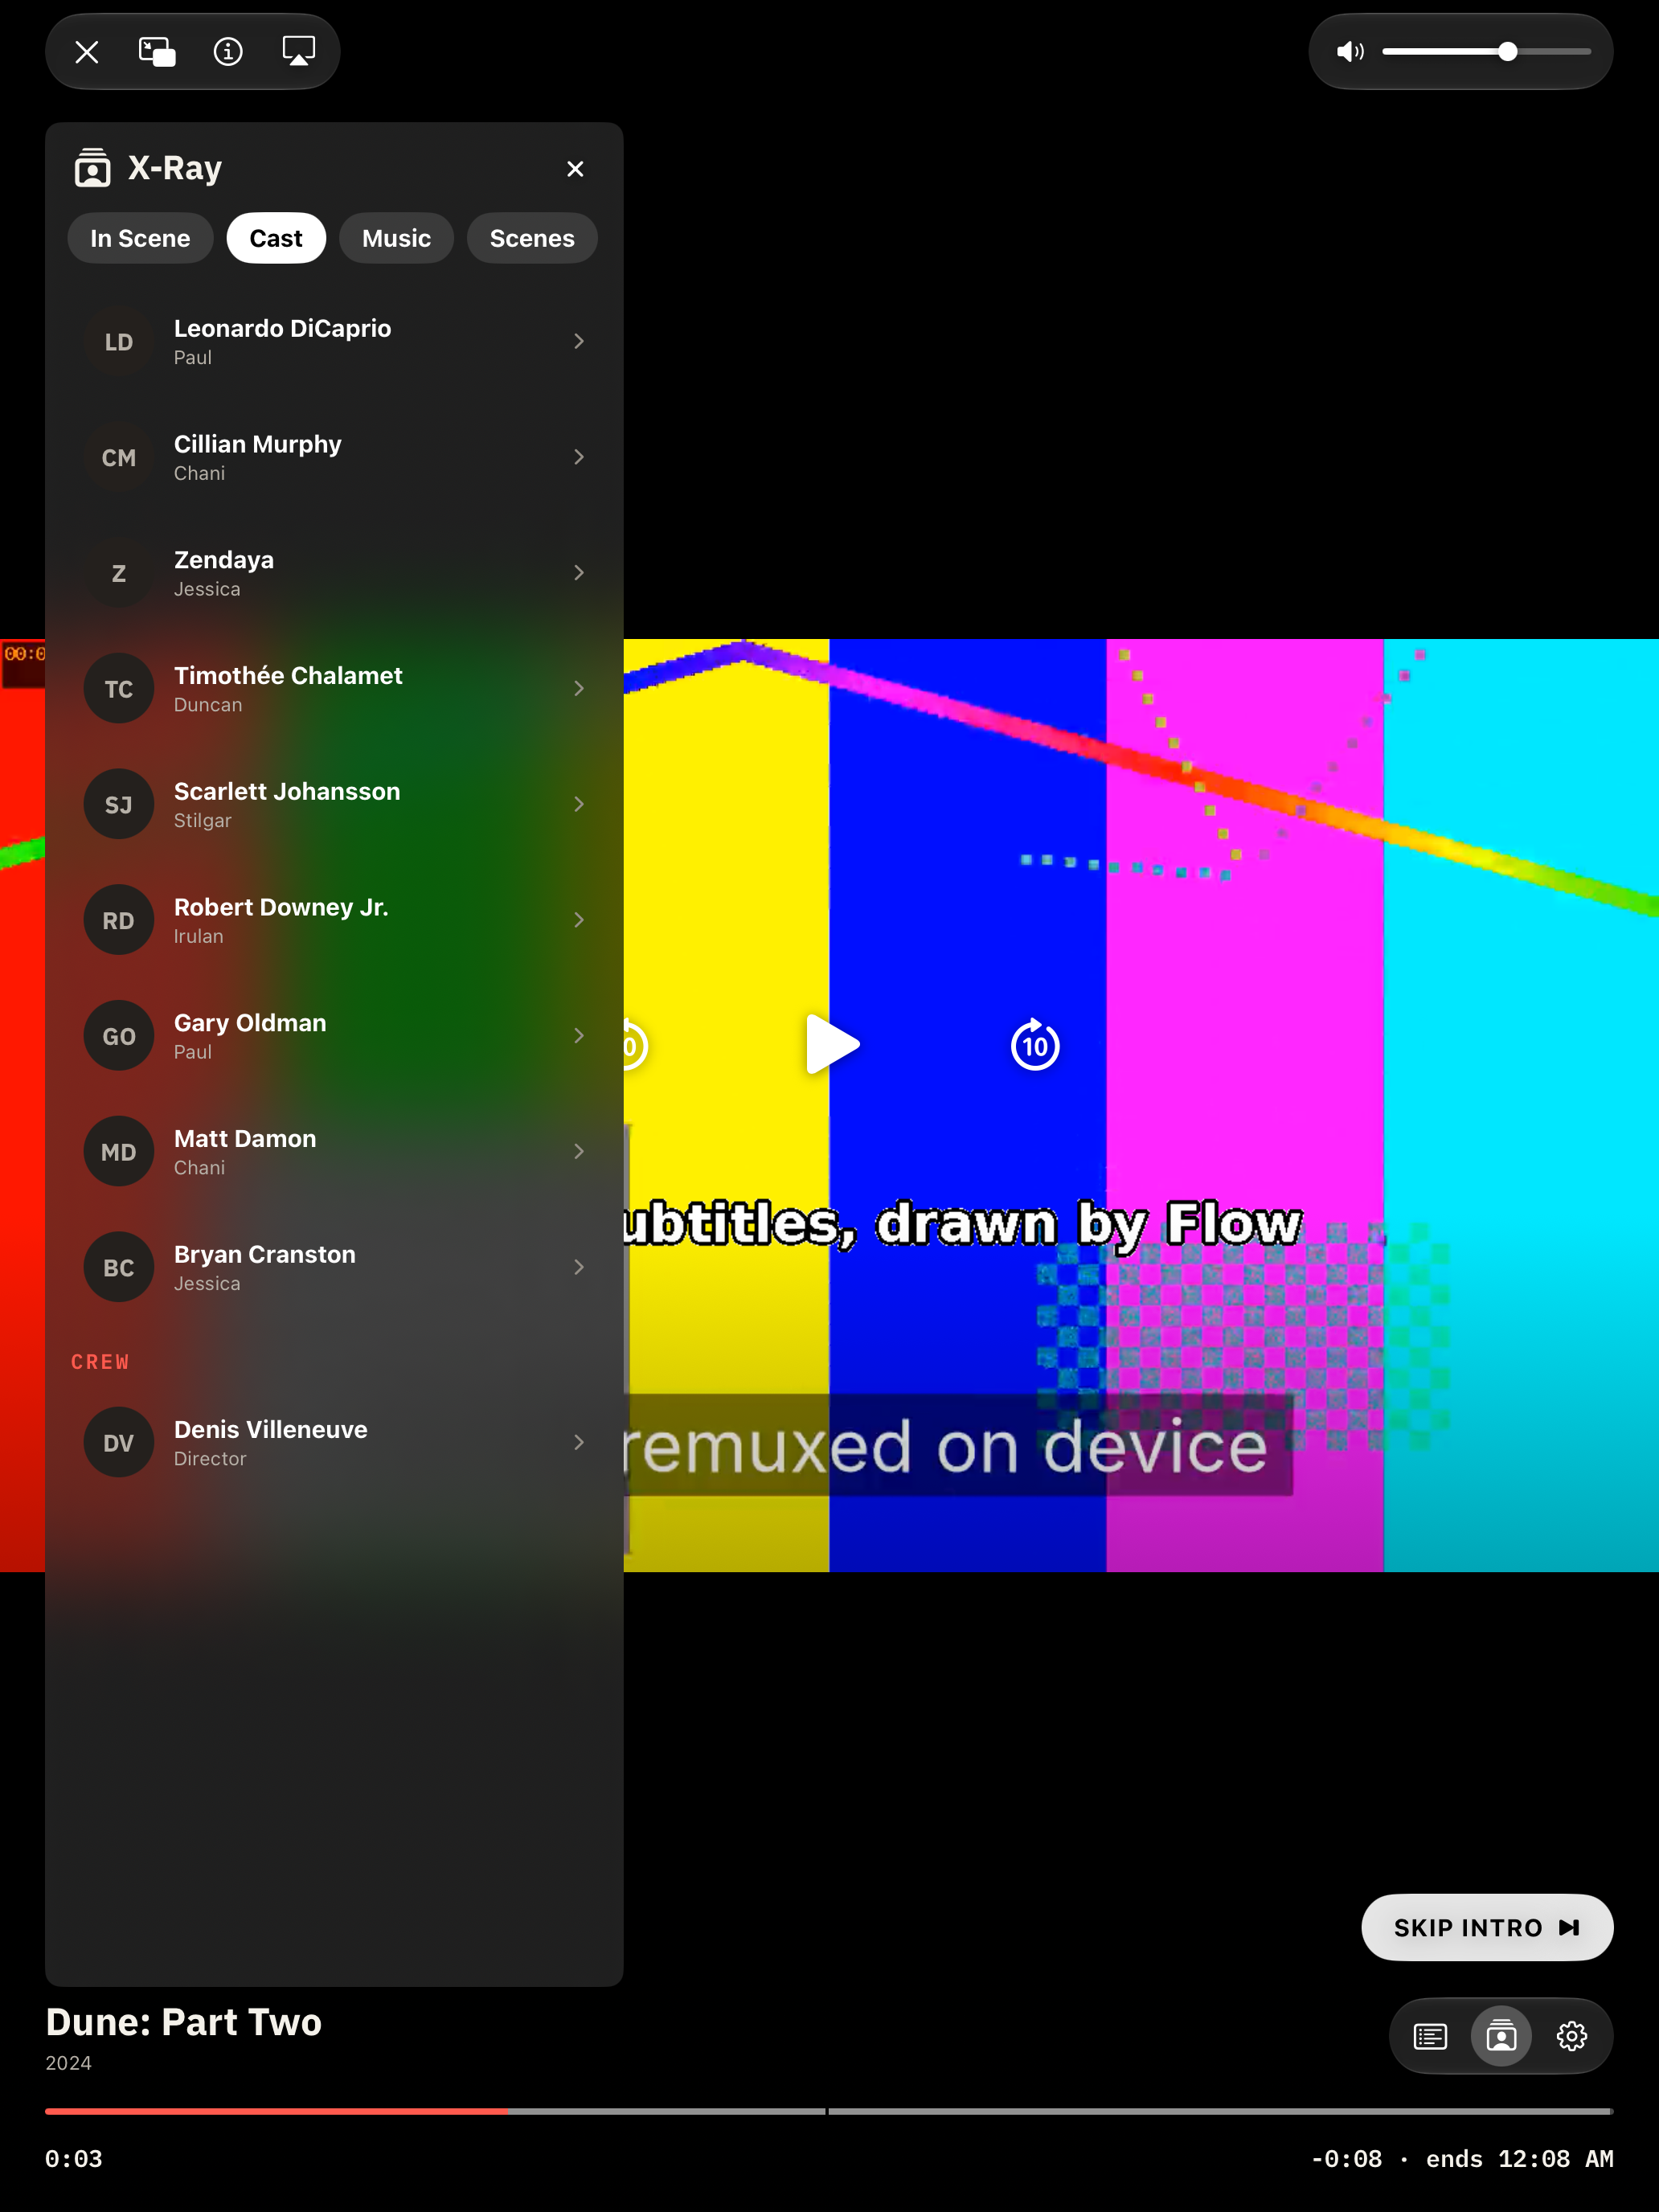 X-Ray
In Scene
Cast
Music
Scenes
LD
Leonardo DiCaprio
Paul
CM
Cillian Murphy
Chani
Z
Zendaya
Jessica
00:0
TC
Timothée Chalamet
Duncan
SJ
Scarlett Johansson
Stilgar
RD
Robert Downey Jr.
Irulan
GO
Gary Oldman
Paul
0
10
MD
Matt Damon
Chani
ubtitles, drawn by Flow
BC
Bryan Cranston
Jessica
CREW
remuxed on device
DV
Denis Villeneuve
Director
SKIP INTRO
Dune: Part Two
2024
0:03
-0:08 · ends 12:08 AM